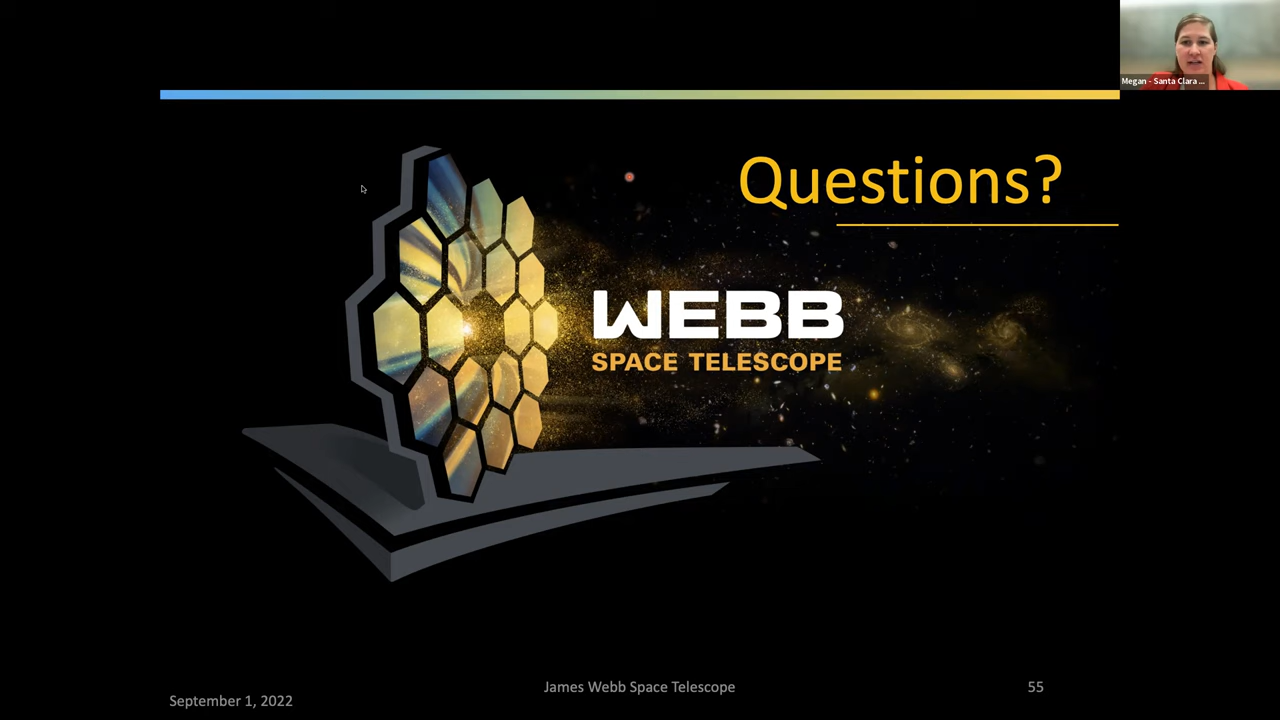 Megan - Santa Clara ...
Questions?
WEBB
SPACE TELESCOPE
James Webb Space Telescope
55
September 1, 2022